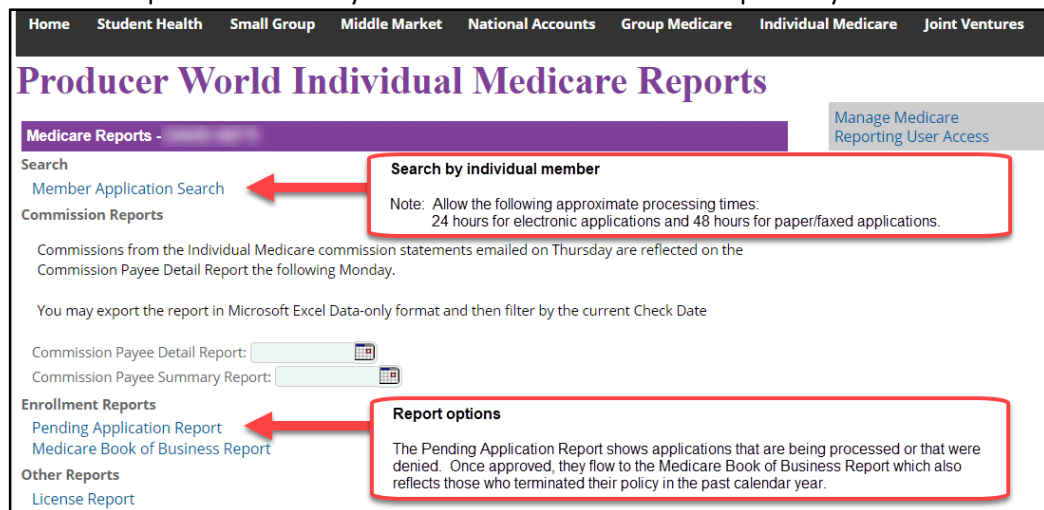 Home Student Health Small Group Middle Market National Accounts Group Medicare Individual Medicare Joint Ventures
Producer World Individual Medicare Reports
Manage Medicare
Reporting User Access
Medicare Reports -
Search
Member Application Search
Search by individual member
Note: Allow the following approximate processing times:
24 hours for electronic applications and 48 hours for paper/faxed applications.
Commission Reports
Commissions from the Individual Medicare commission statements emailed on Thursday are reflected on the
Commission Payee Detail Report the following Monday.
You may export the report in Microsoft Excel Data-only format and then filter by the current Check Date
Commission Payee Detail Report:
Commission Payee Summary Report:
Enrollment Reports
Pending Application Report
Medicare Book of Business Report
Report options
The Pending Application Report shows applications that are being processed or that were
denied. Once approved, they flow to the Medicare Book of Business Report which also
reflects those who terminated their policy in the past calendar year.
Other Reports
License Report